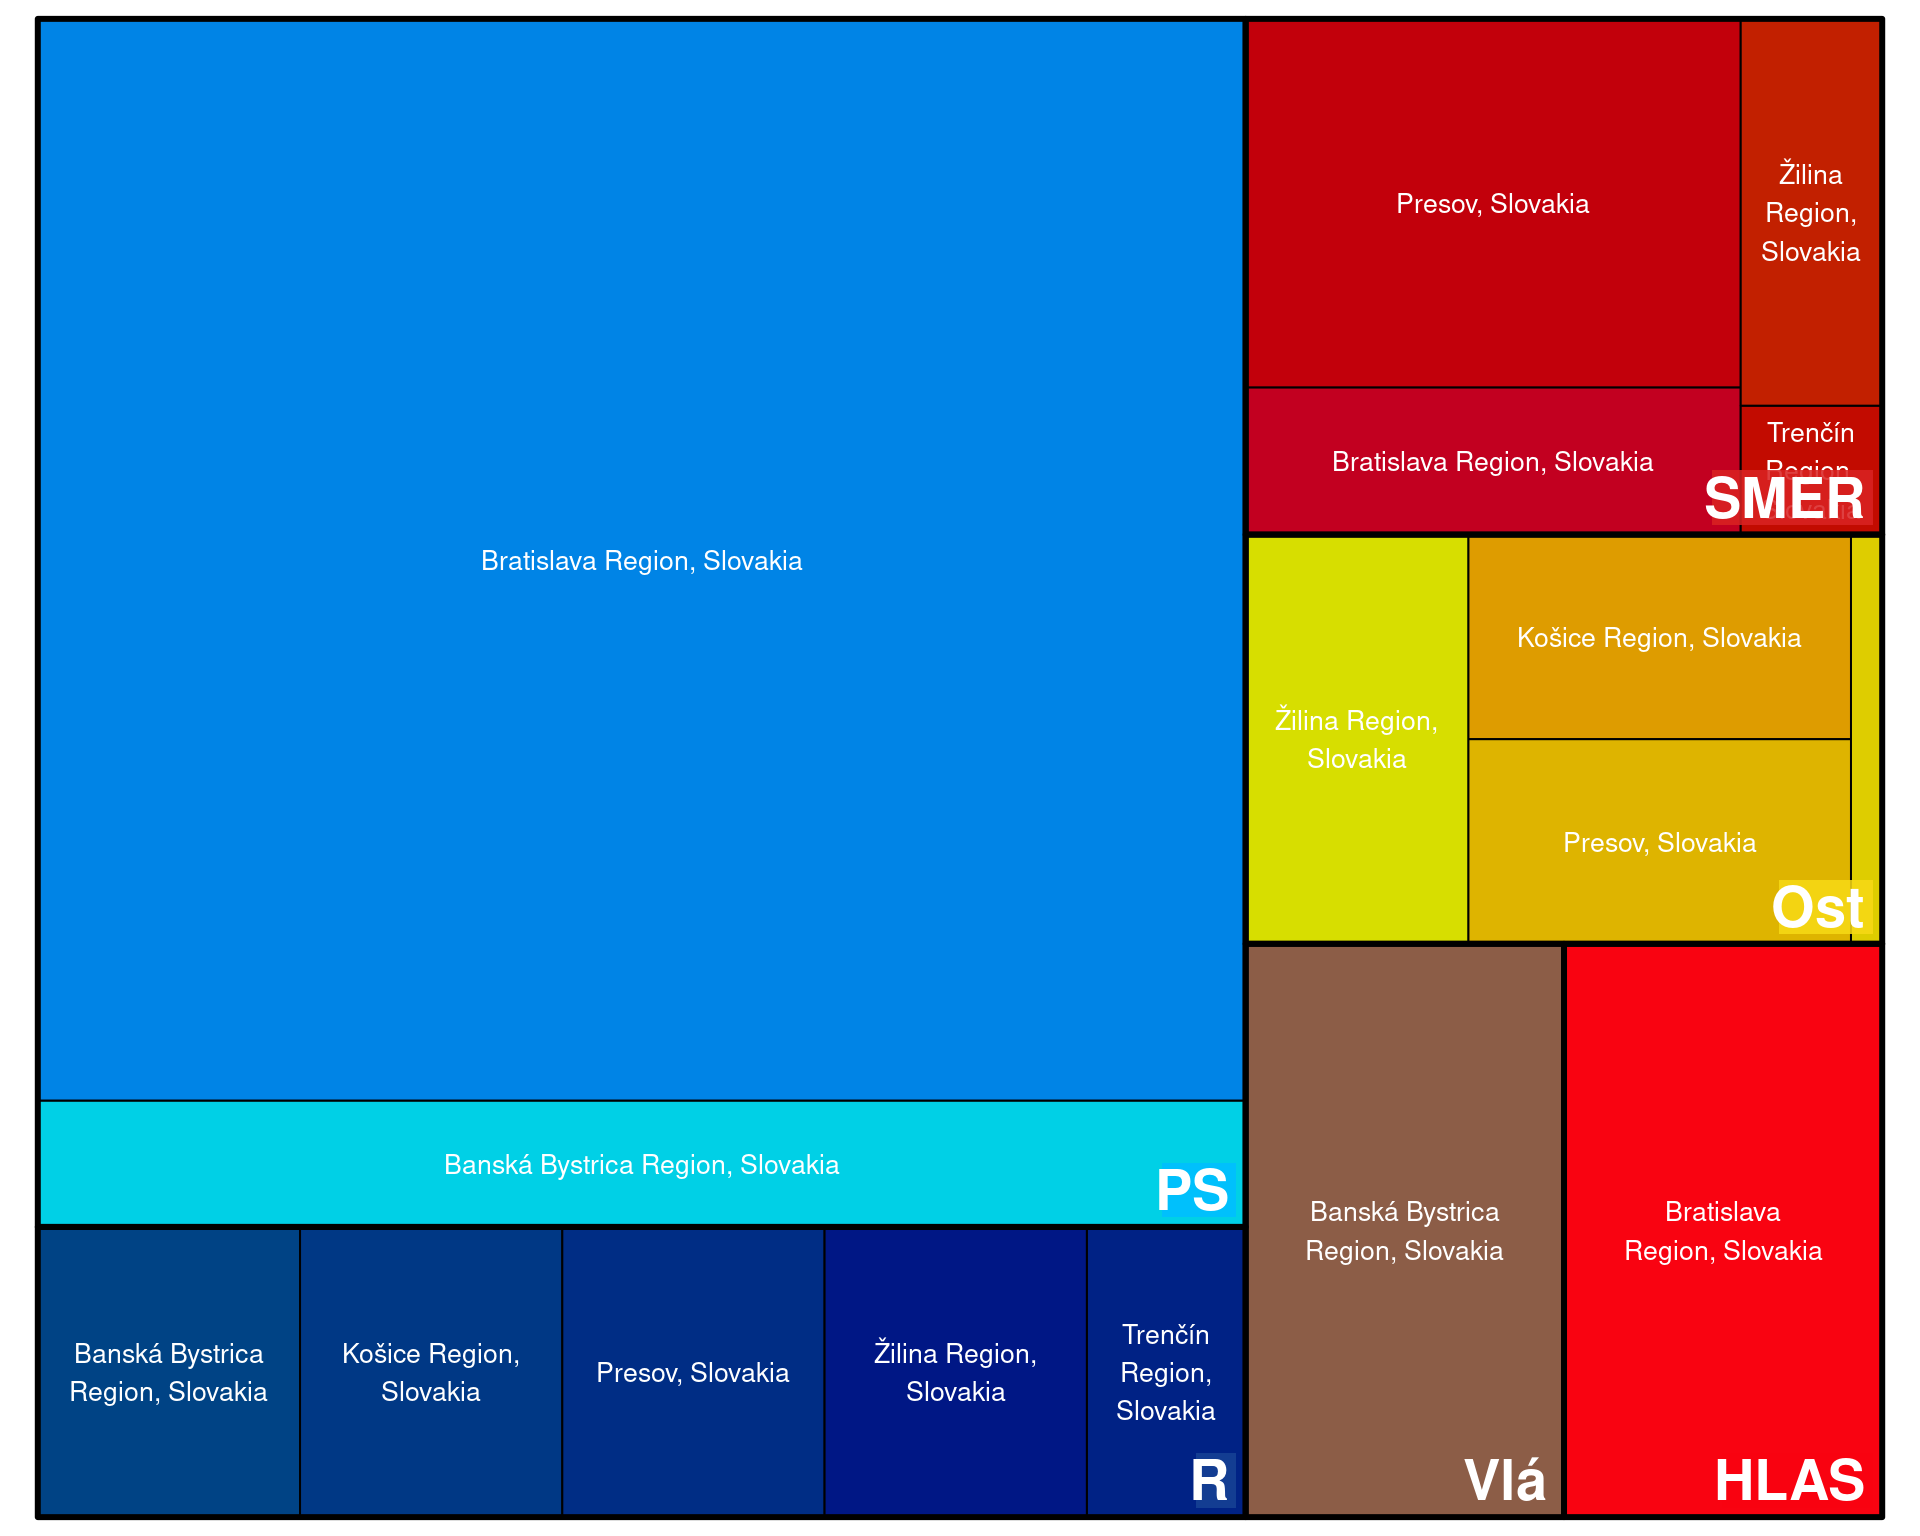 Bratislava Region, Slovakia
Banská Bystrica Region, Slovakia
PS
Banská Bystrica
Region, Slovakia
Košice Region,
Slovakia
Presov, Slovakia
Žilina Region,
Slovakia
Trenčín
Region,
Slovakia
R
Presov, Slovakia
Žilina
Region,
Slovakia
Bratislava Region, Slovakia
Trenčín
Region,
SMER
Žilina Region,
Slovakia
Košice Region, Slovakia
Presov, Slovakia
Ost
Banská Bystrica
Region, Slovakia
Vlá
Bratislava
Region, Slovakia
HLAS